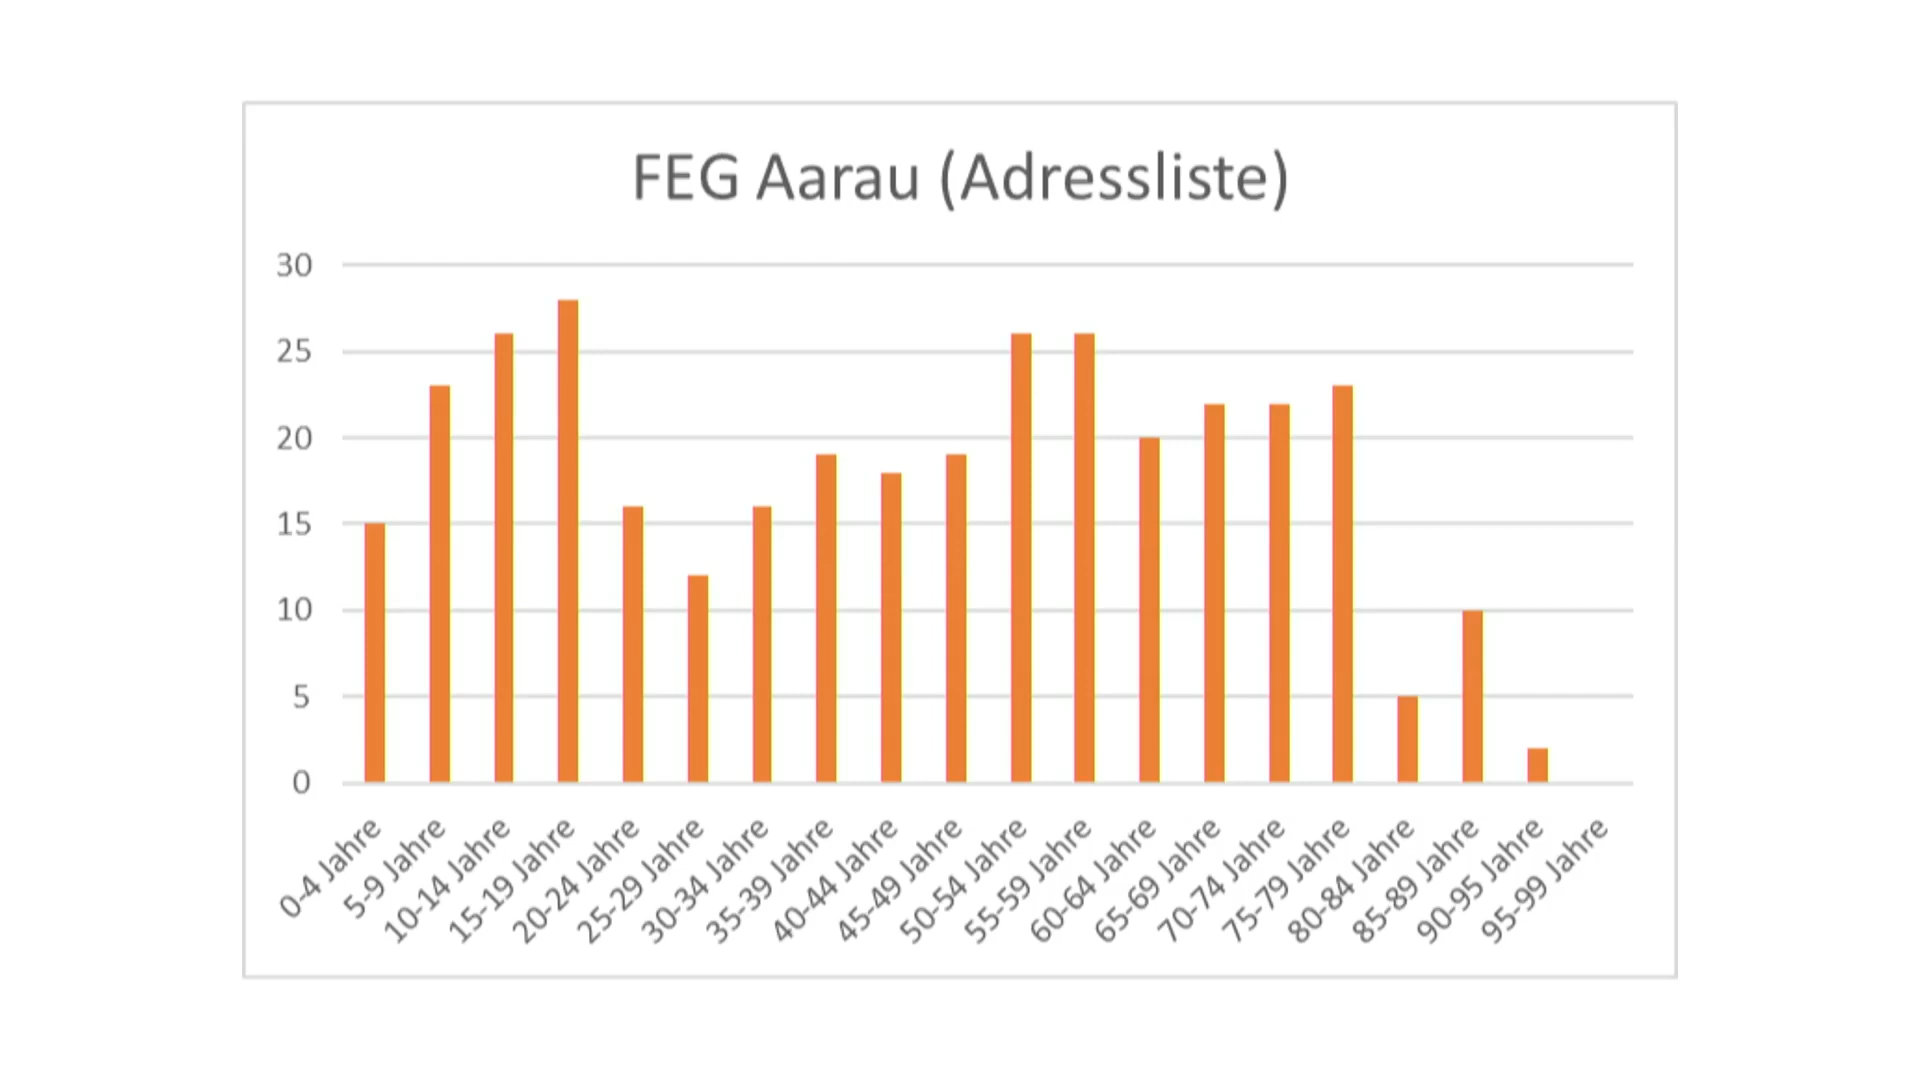 FEG Aarau (Adressliste)
30
25
20
15
10
5
0
0-4 Jahre
5-9 Jahre
10-14 Jahre
15-19 Jahre
20-24 Jahre
25-29 Jahre
30-34 Jahre
35-39 Jahre
40-44 Jahre
45-49 Jahre
50-54 Jahre
55-59 Jahre
60-64 Jahre
65-69 Jahre
70-74 Jahre
75-79 Jahre
80-84 Jahre
85-89 Jahre
90-95 Jahre
95-99 Jahre